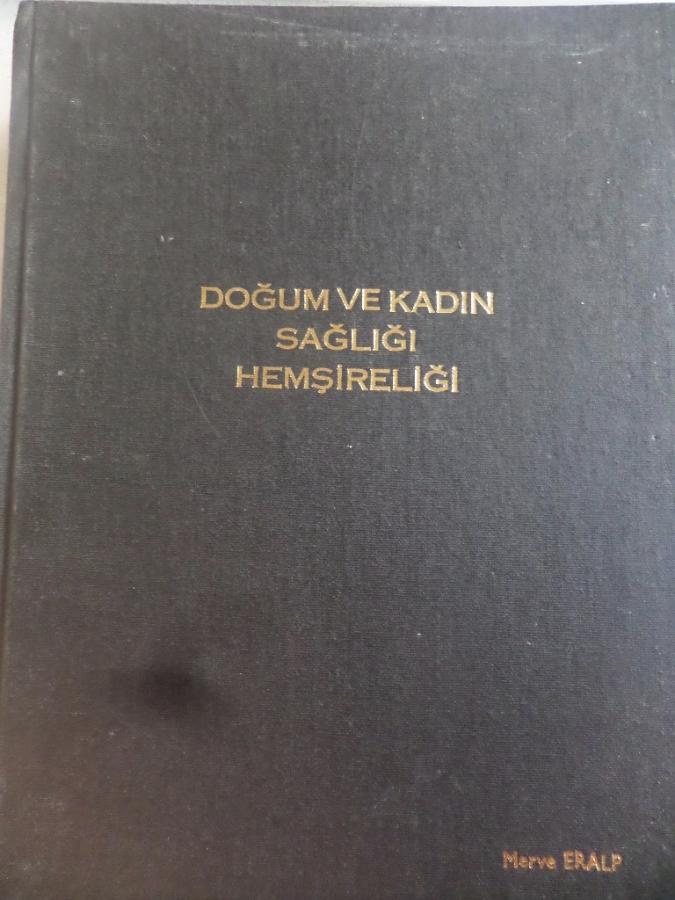 DOĞUM VE KADIN
SAĞLIĞI
HEMŞİRELİĞİ
Merve ERALP